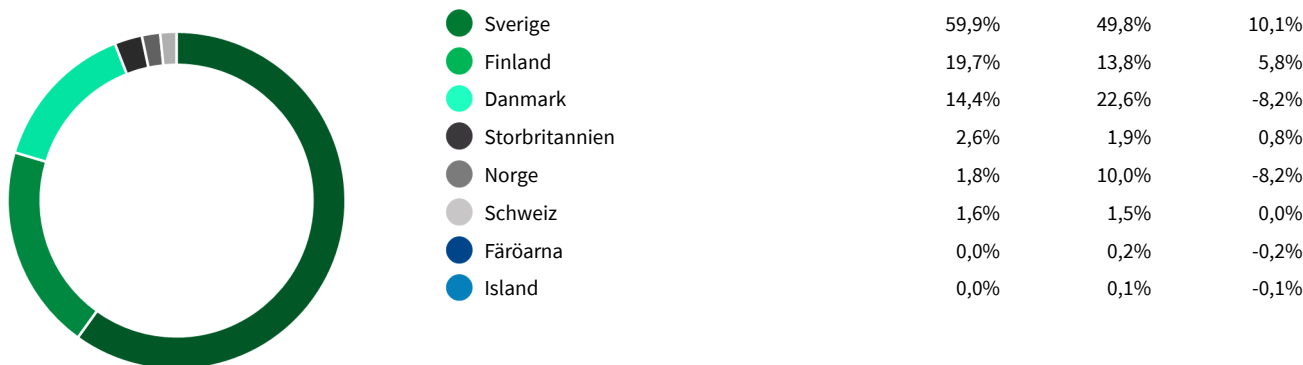 Sverige 59,9% 49,8% 10,1%
Finland 19,7% 13,8% 5,8%
Danmark 14,4% 22,6% -8,2%
Storbritannien 2,6% 1,9% 0,8%
Norge 1,8% 10,0% -8,2%
Schweiz 1,6% 1,5% 0,0%
Färöarna 0,0% 0,2% -0,2%
Island 0,0% 0,1% -0,1%